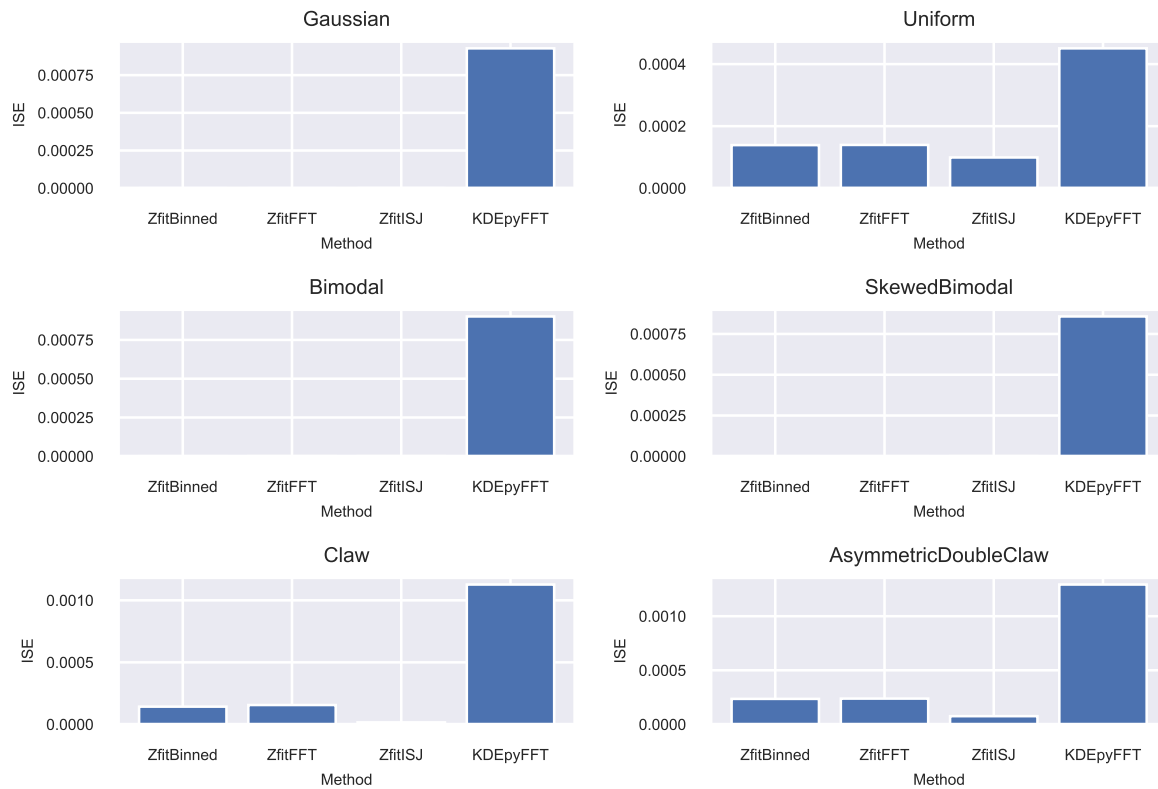 Gaussian
ISE
0.00075
0.00050
0.00025
0.00000
ZfitBinned ZfitFFT ZfitISJ KDEpyFFT
Method
Uniform
ISE
0.0004
0.0002
0.0000
ZfitBinned ZfitFFT ZfitISJ KDEpyFFT
Method
Bimodal
ISE
0.00075
0.00050
0.00025
0.00000
ZfitBinned ZfitFFT ZfitISJ KDEpyFFT
Method
SkewedBimodal
ISE
0.00075
0.00050
0.00025
0.00000
ZfitBinned ZfitFFT ZfitISJ KDEpyFFT
Method
Claw
ISE
0.0010
0.0005
0.0000
ZfitBinned ZfitFFT ZfitISJ KDEpyFFT
Method
AsymmetricDoubleClaw
ISE
0.0010
0.0005
0.0000
ZfitBinned ZfitFFT ZfitISJ KDEpyFFT
Method